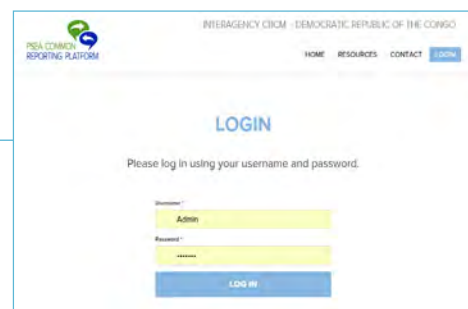 INTERAGENCY CBCM - DEMOCRATIC REPUBLIC OF THE CONGO
PSEA COMMON
REPORTING PLATFORM
HOME RESOURCES CONTACT LOGIN
LOGIN
Please log in using your username and password.
Username *
Admin
Password *
•••••••
LOG IN